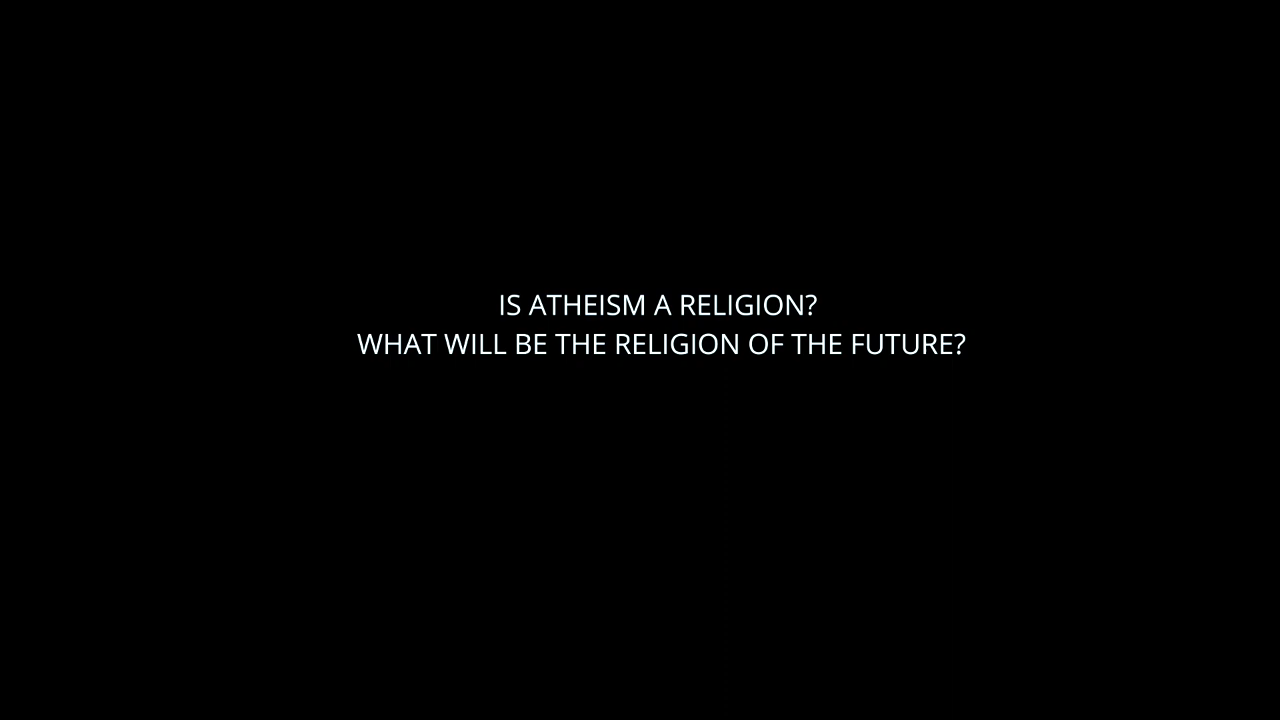 IS ATHEISM A RELIGION?
WHAT WILL BE THE RELIGION OF THE FUTURE?